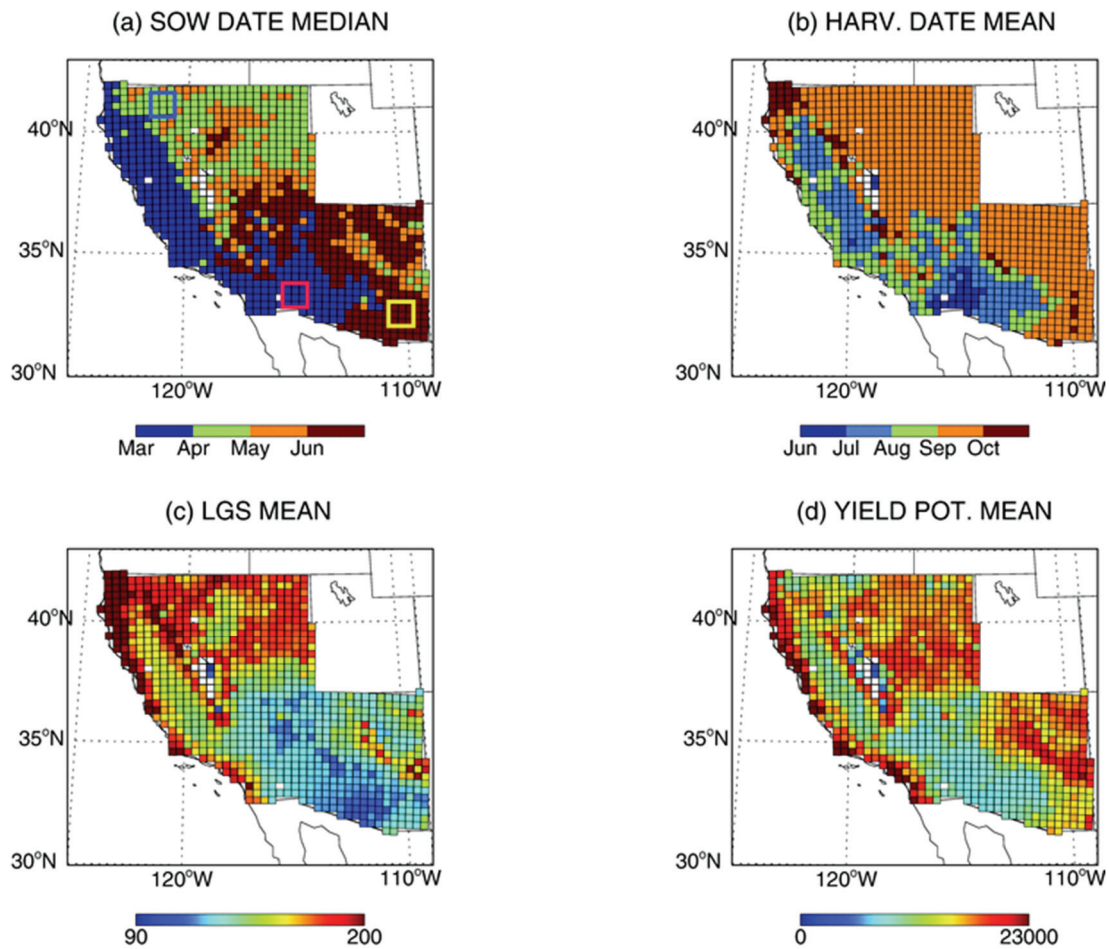 (a) SOW DATE MEDIAN
(b) HARV. DATE MEAN
40°N
35°N
30°N
120°W
110°W
40°N
35°N
30°N
120°W
110°W
Mar Apr May Jun
Jun Jul Aug Sep Oct
(c) LGS MEAN
(d) YIELD POT. MEAN
40°N
35°N
30°N
120°W
110°W
40°N
35°N
30°N
120°W
110°W
90 200
0 23000